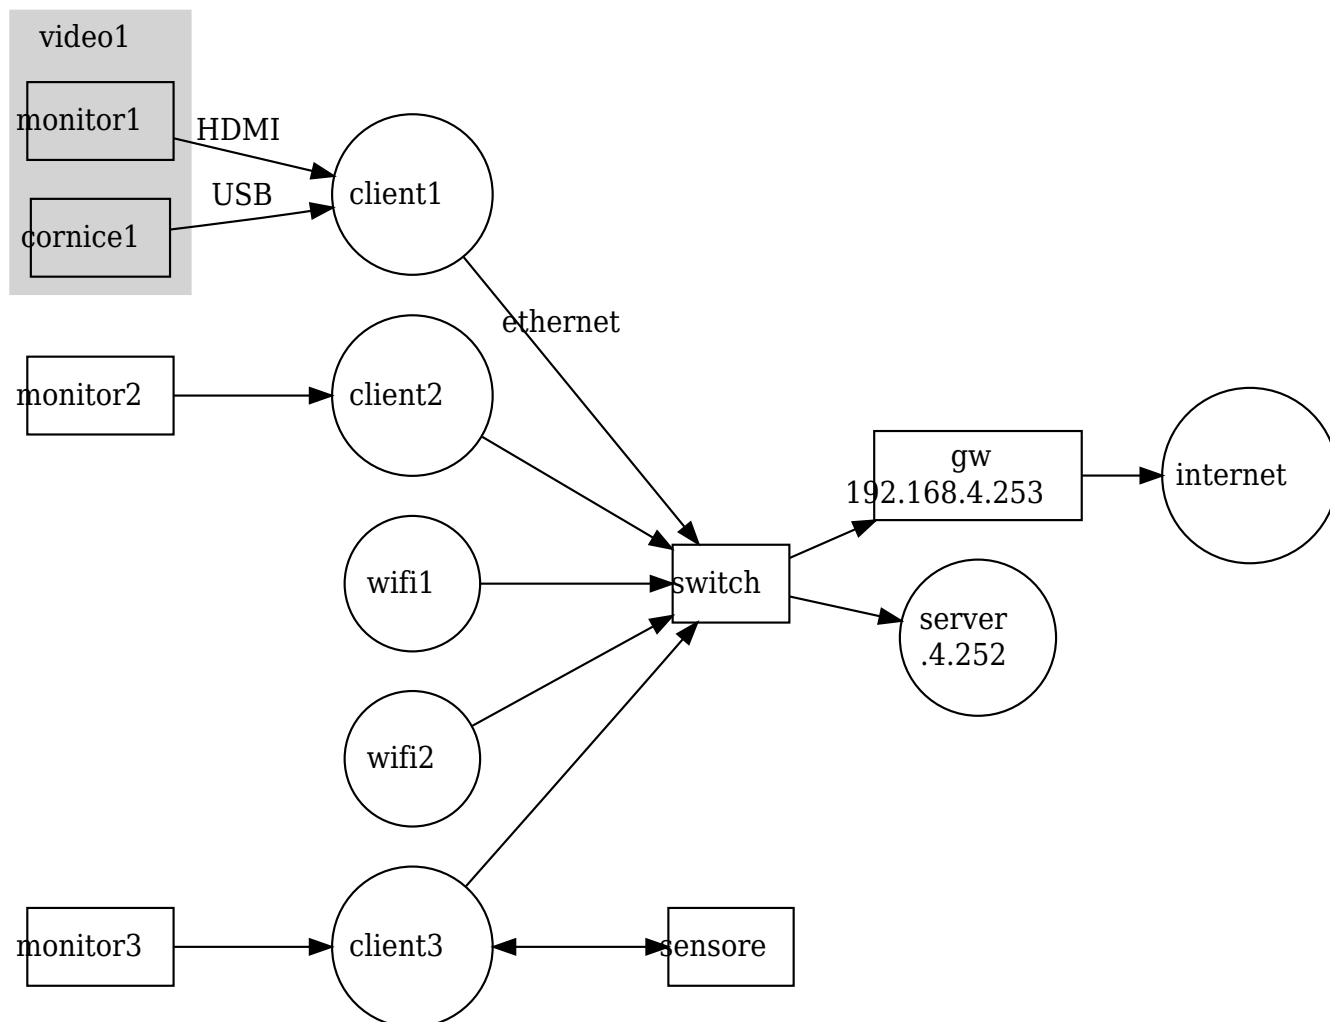 video1
monitor1
HDMI
client1
USB
cornice1
ethernet
monitor2
client2
gw
192.168.4.253
internet
wifi1
switch
server
.4.252
wifi2
monitor3
client3
sensore